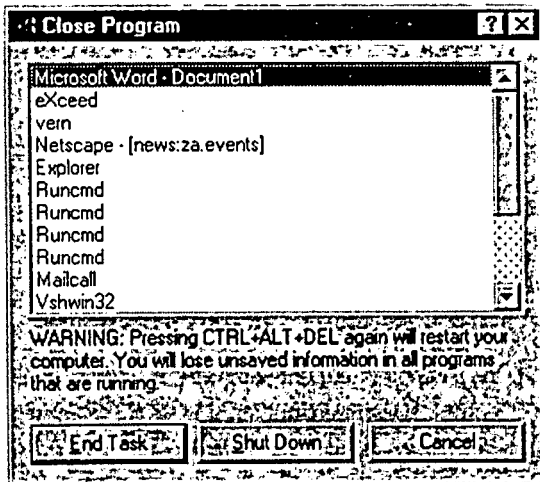 Close Program
Microsoft Word - Document1
eXceed
vern
Netscape - [news:za.events]
Explorer
Runcmd
Runcmd
Runcmd
Runcmd
Mailcall
Vshwin32
WARNING: Pressing CTRL+ALT+DEL again will restart your
computer. You will lose unsaved information in all programs
that are running.
End Task Shut Down Cancel